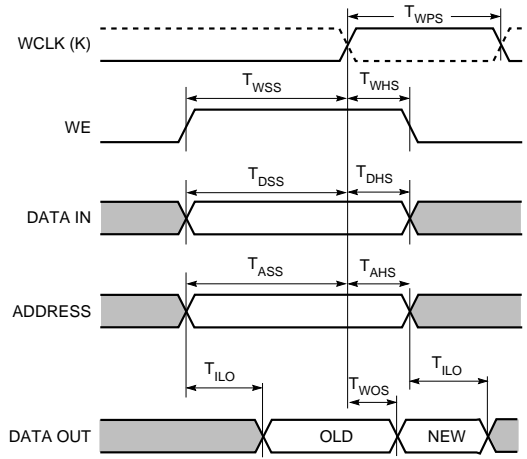 T_WPS
WCLK (K)
T_WSS T_WHS
WE
T_DSS T_DHS
DATA IN
T_ASS T_AHS
ADDRESS
T_ILO T_WOS T_ILO
DATA OUT OLD NEW